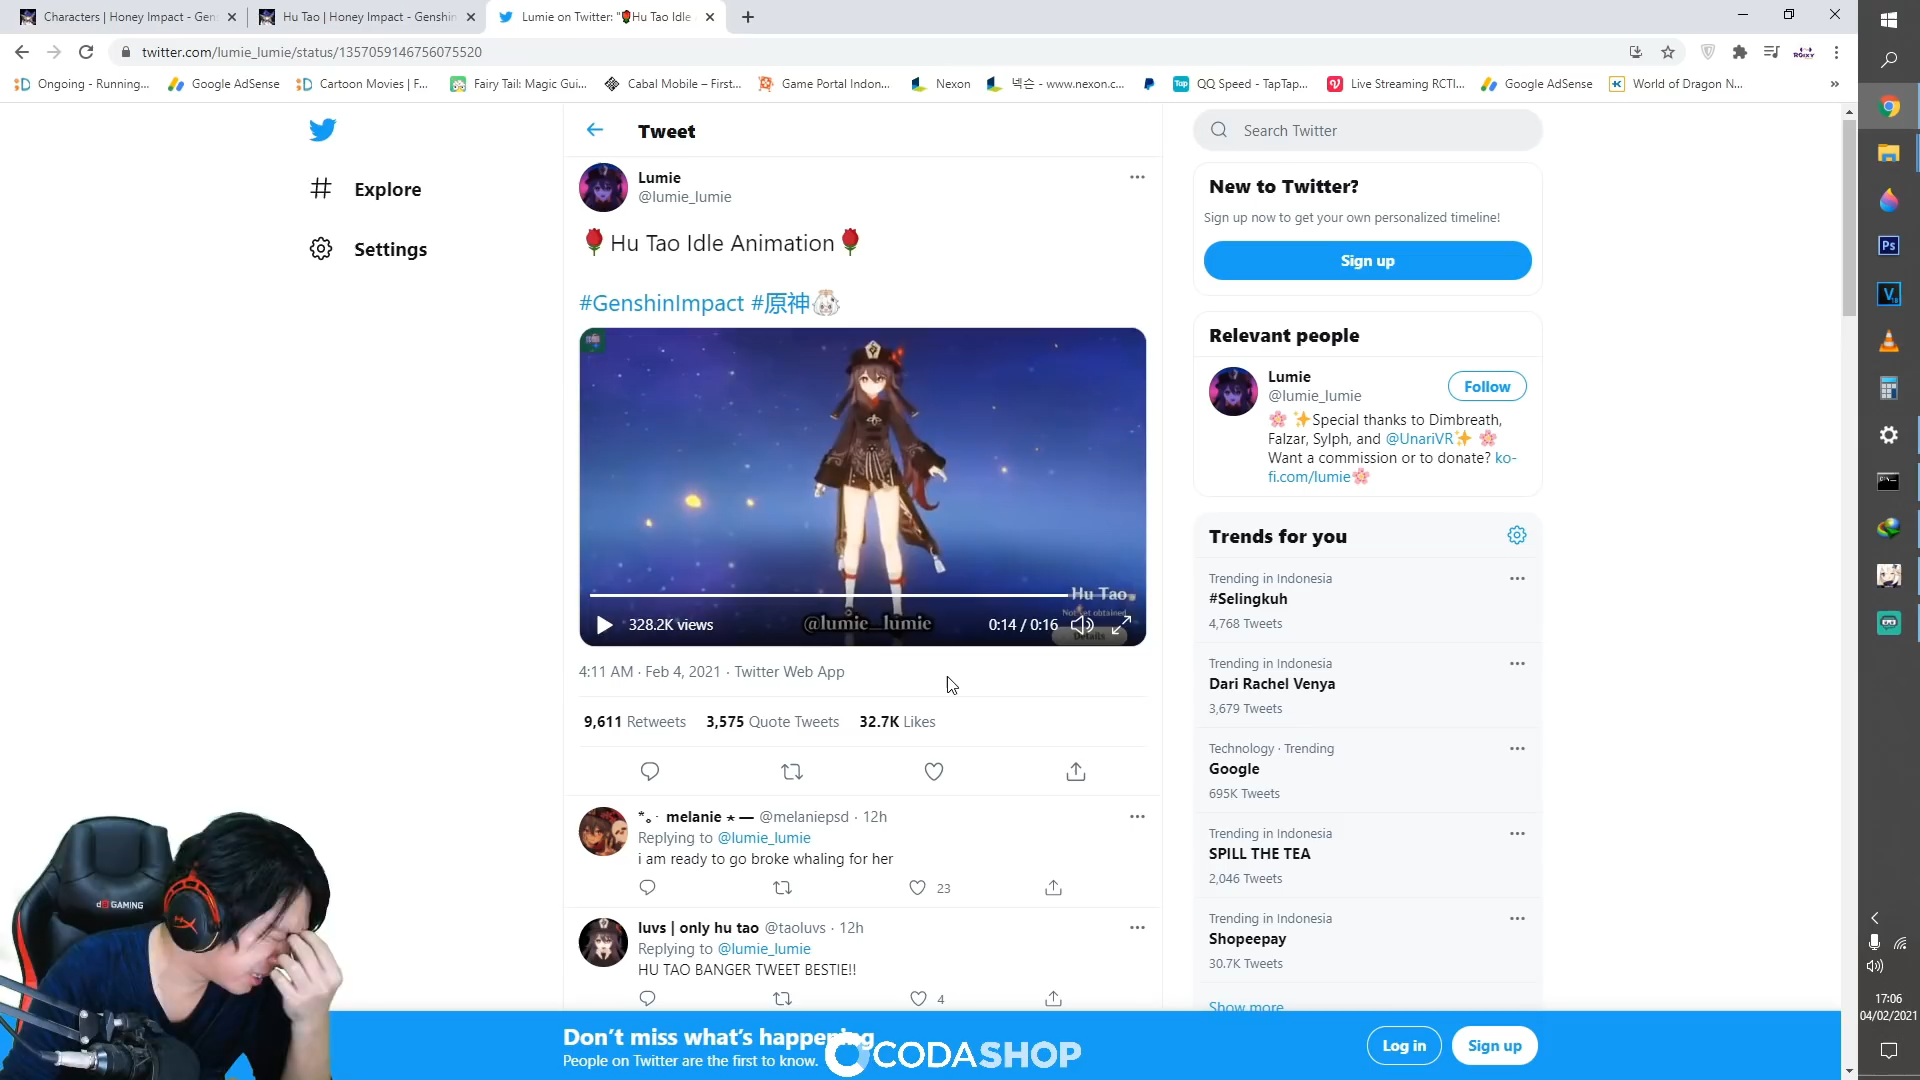 Characters | Honey Impact - Gen
Hu Tao | Honey Impact - Genshin
Lumie on Twitter: "🌹Hu Tao Idle
twitter.com/lumie_lumie/status/1357059146756075520
Ongoing - Running...
Google AdSense
Cartoon Movies | F...
Fairy Tail: Magic Gui...
Cabal Mobile – First...
Game Portal Indon...
Nexon
넥슨 - www.nexon.c...
Top
QQ Speed - TapTap...
Live Streaming RCTI...
Google AdSense
World of Dragon N...
»
Explore
Settings
Tweet
Lumie
@lumie_lumie
🌹Hu Tao Idle Animation🌹
#GenshinImpact #原神
Hu Tao
Not yet obtained
Details
328.2K views
@lumie_lumie
0:14 / 0:16
4:11 AM · Feb 4, 2021 · Twitter Web App
9,611 Retweets 3,575 Quote Tweets 32.7K Likes
*｡· melanie ⋆ — @melaniepsd · 12h
Replying to @lumie_lumie
i am ready to go broke whaling for her
23
luvs | only hu tao @taoluvs · 12h
Replying to @lumie_lumie
HU TAO BANGER TWEET BESTIE!!
4
Search Twitter
New to Twitter?
Sign up now to get your own personalized timeline!
Sign up
Relevant people
Lumie
@lumie_lumie
Follow
🌸 ✨Special thanks to Dimbreath,
Falzar, Sylph, and @UnariVR✨ 🌸
Want a commission or to donate? ko-
fi.com/lumie🌸
Trends for you
Trending in Indonesia
#Selingkuh
4,768 Tweets
Trending in Indonesia
Dari Rachel Venya
3,679 Tweets
Technology · Trending
Google
695K Tweets
Trending in Indonesia
SPILL THE TEA
2,046 Tweets
Trending in Indonesia
Shopeepay
30.7K Tweets
Show more
Don't miss what's happening
People on Twitter are the first to know.
CODASHOP
Log in
Sign up
GAMING
Ps
17:06
04/02/2021